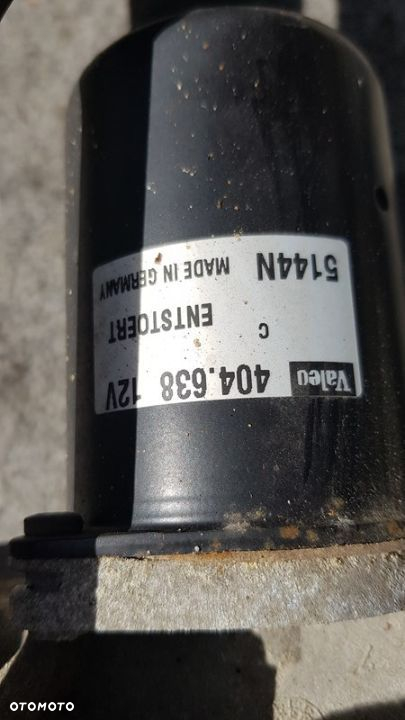 Valeo 404.638 12V
C
ENTSTOERT
5144N MADE IN GERMANY
OTOMOTO